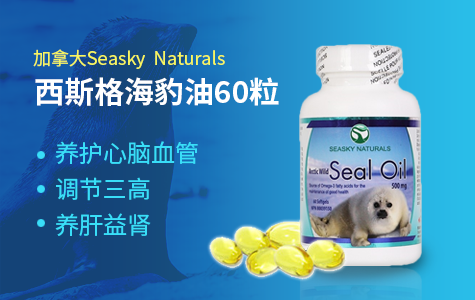 加拿大Seasky Naturals
西斯格海豹油60粒
养护心脑血管
调节三高
养肝益肾
SEASKY NATURALS
Arctic Wild
Seal Oil
500 mg